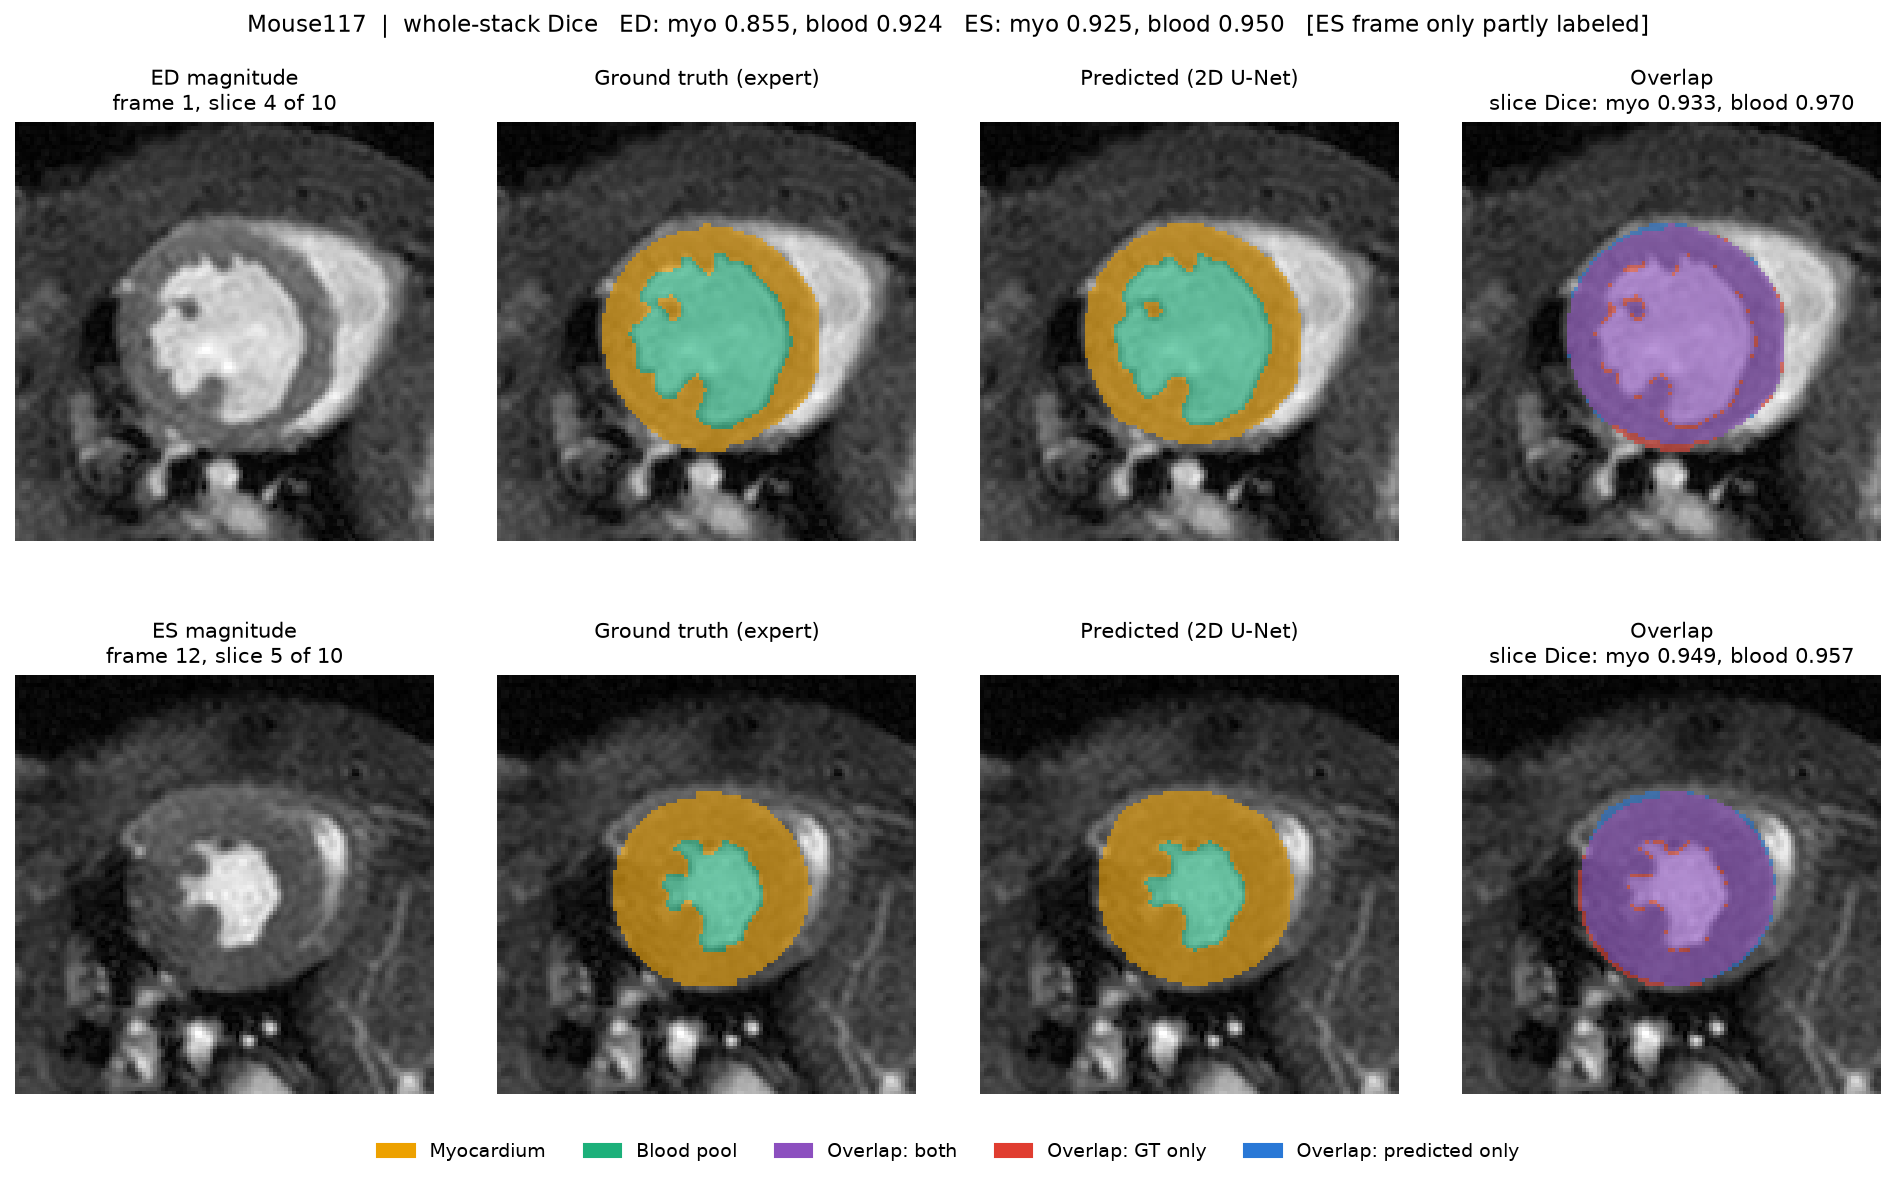 Mouse117 | whole-stack Dice ED: myo 0.855, blood 0.924 ES: myo 0.925, blood 0.950 [ES frame only partly labeled]
ED magnitude
frame 1, slice 4 of 10
Ground truth (expert)
Predicted (2D U-Net)
Overlap
slice Dice: myo 0.933, blood 0.970
ES magnitude
frame 12, slice 5 of 10
Ground truth (expert)
Predicted (2D U-Net)
Overlap
slice Dice: myo 0.949, blood 0.957
Myocardium
Blood pool
Overlap: both
Overlap: GT only
Overlap: predicted only